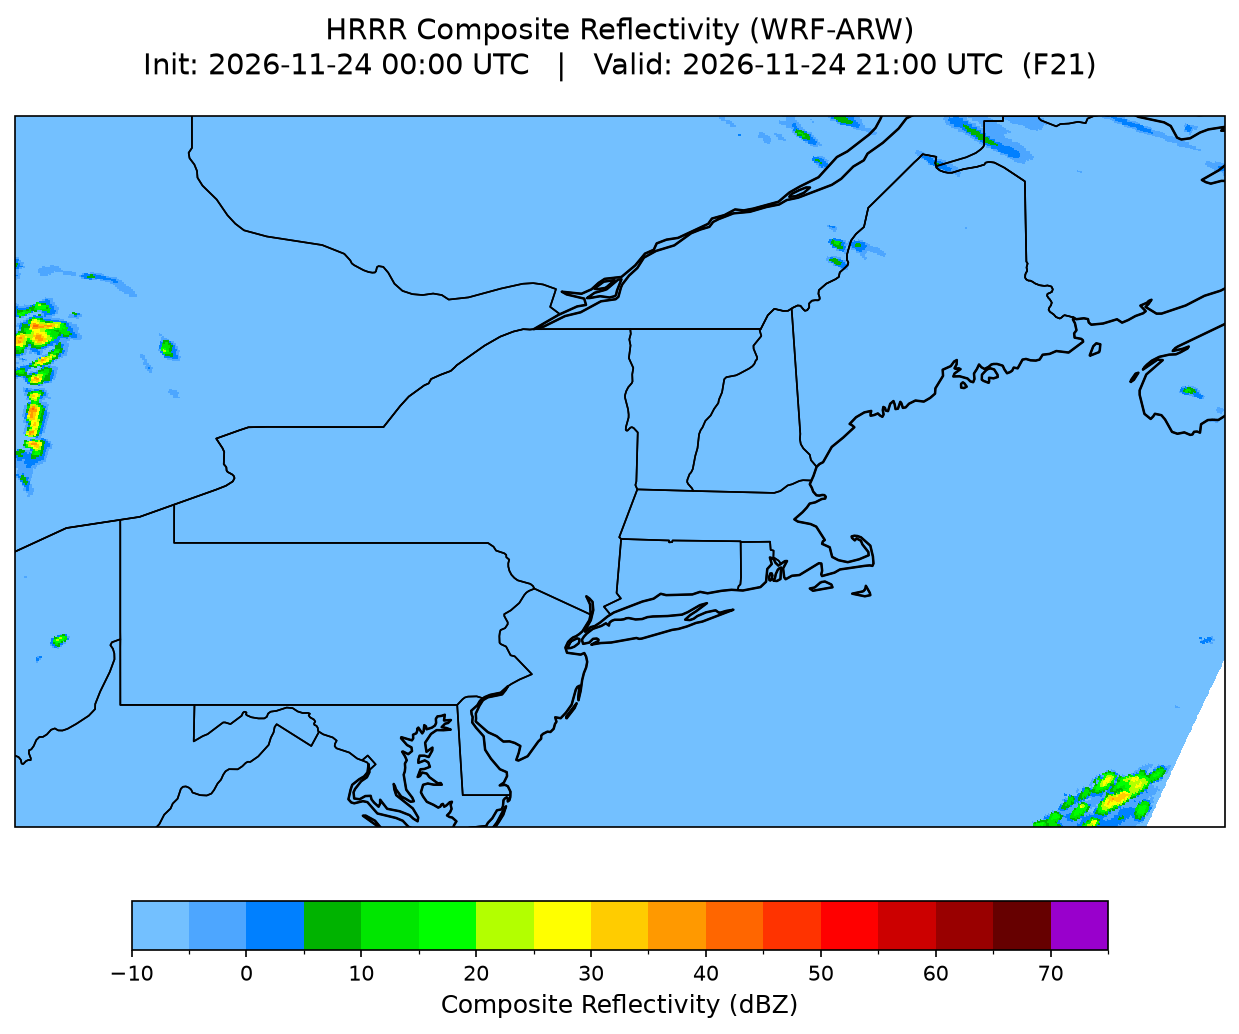 HRRR Composite Reflectivity (WRF-ARW)
Init: 2026-11-24 00:00 UTC   |   Valid: 2026-11-24 21:00 UTC  (F21)
−10 0 10 20 30 40 50 60 70
Composite Reflectivity (dBZ)